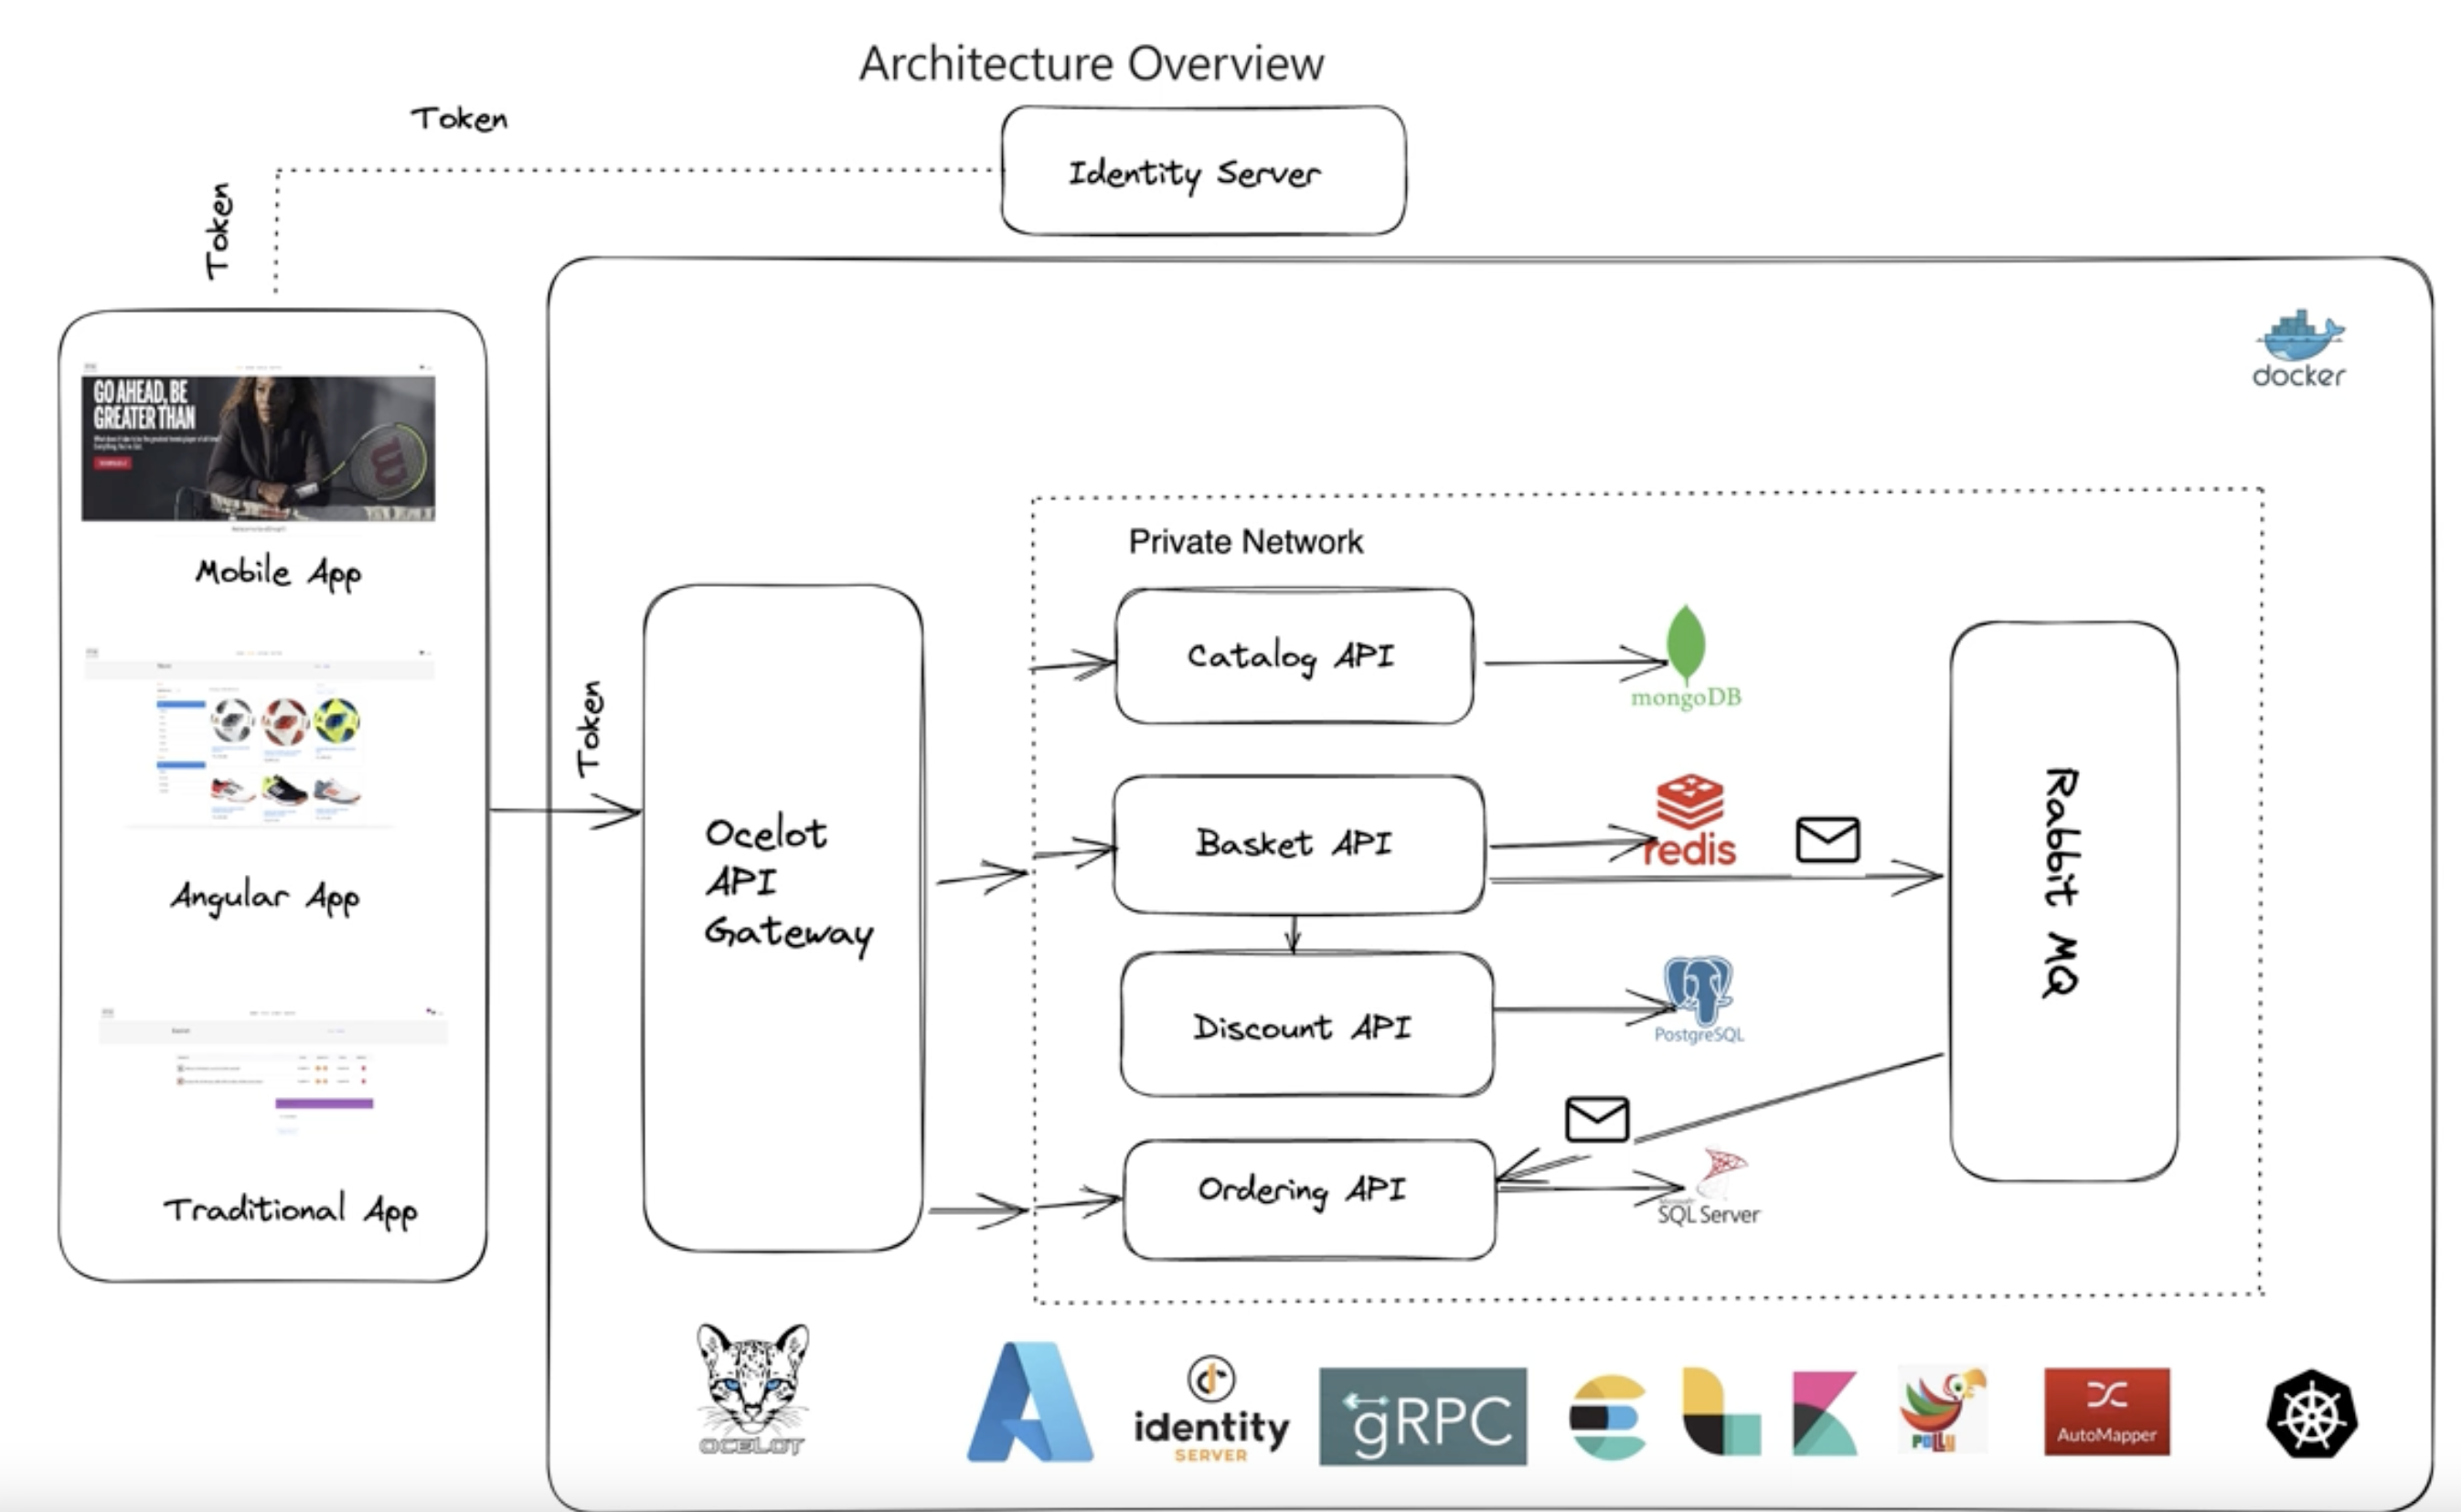 Architecture Overview
Token
Identity Server
Token
docker
GO AHEAD, BE
GREATER THAN
Mobile App
Private Network
Catalog API
mongoDB
Token
Basket API
redis
Ocelot
API
Gateway
Rabbit MQ
Angular App
Discount API
PostgreSQL
Ordering API
Microsoft
SQL Server
Traditional App
OCELOT
identity
SERVER
gRPC
Polly
AutoMapper